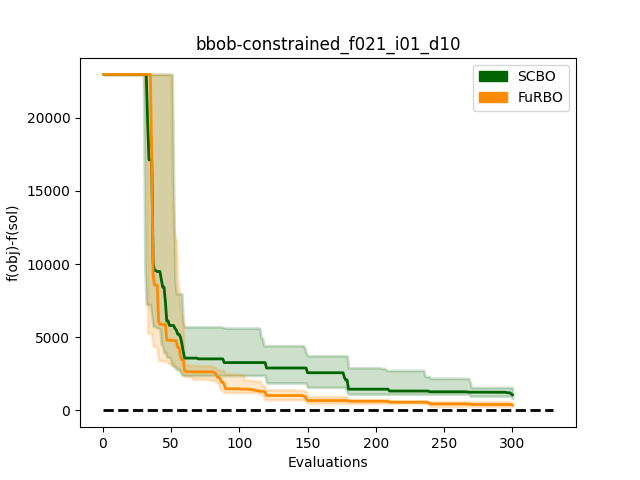 bbob-constrained_f021_i01_d10
SCBO
FuRBO
20000
15000
10000
5000
0
f(obj)-f(sol)
0 50 100 150 200 250 300
Evaluations